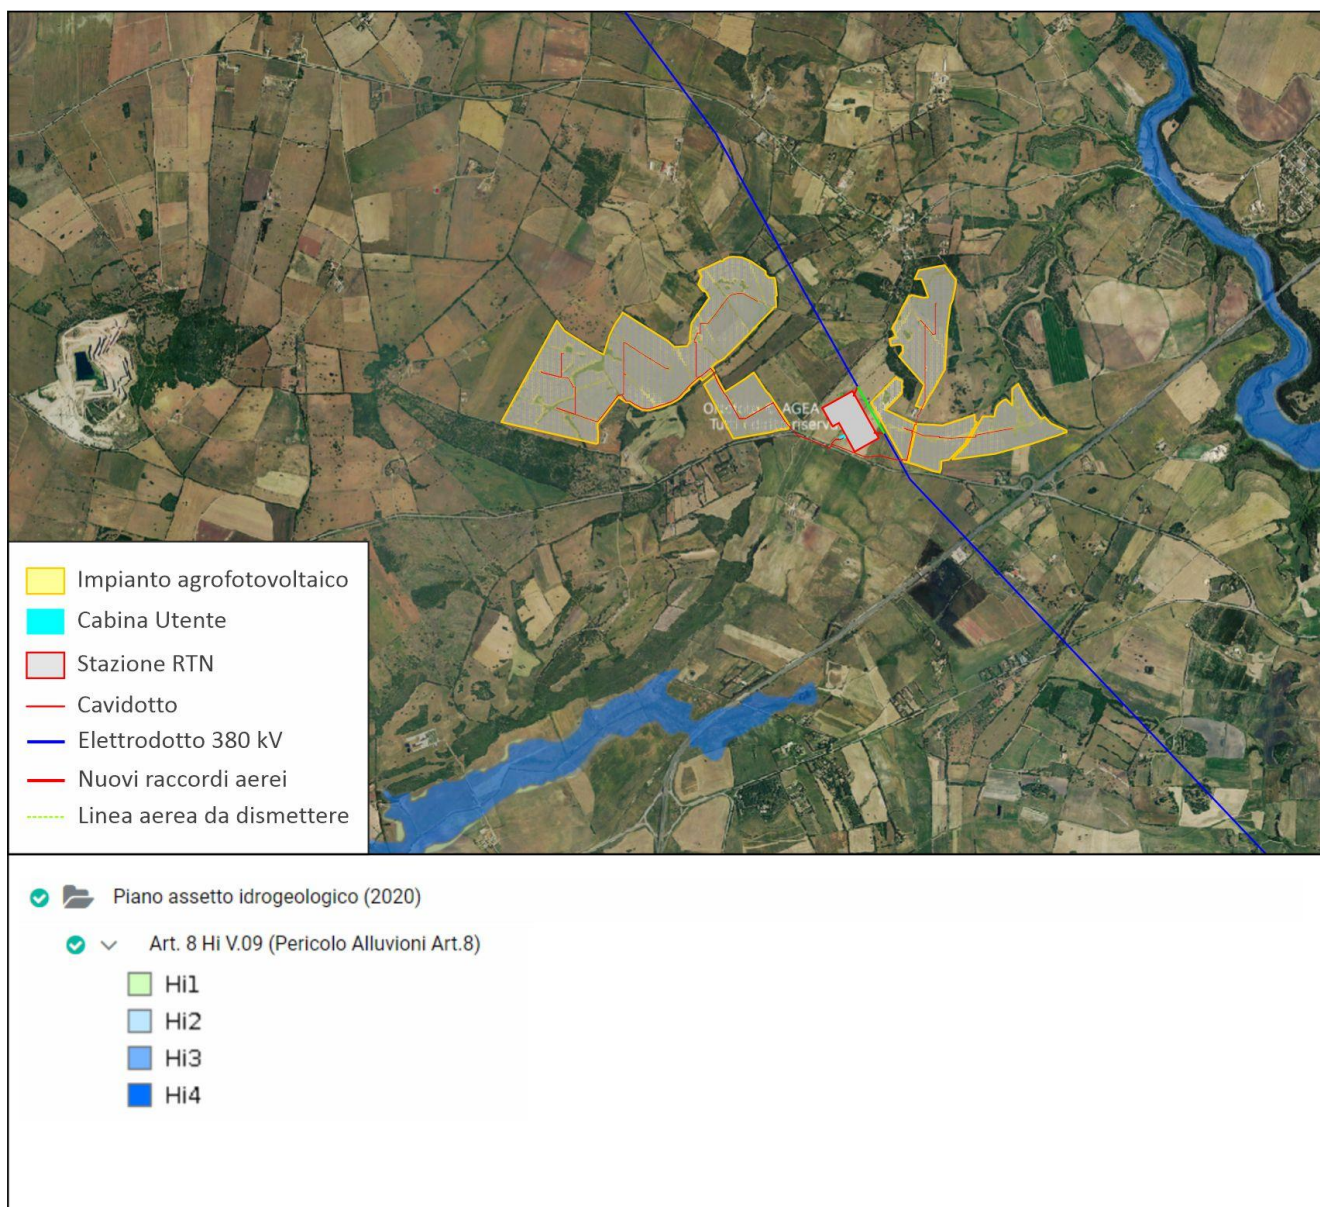 AGEA
Impianto agrofotovoltaico
Cabina Utente
Stazione RTN
Cavidotto
Elettrodotto 380 kV
Nuovi raccordi aerei
Linea aerea da dismettere
Piano assetto idrogeologico (2020)
Art. 8 Hi V.09 (Pericolo Alluvioni Art.8)
Hi1
Hi2
Hi3
Hi4